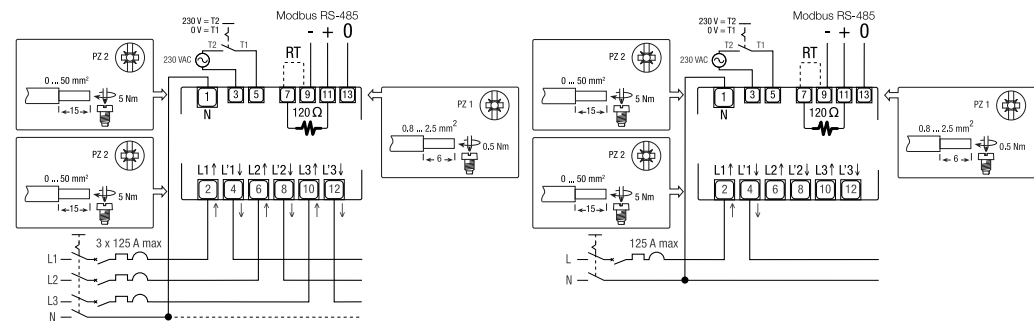 230 V = T2
0 V = T1
Modbus RS-485
- + 0
T2 T1
RT
230 VAC
PZ 2
0 ... 50 mm²
5 Nm
15
1 3 5 7 9 11 13
N
120 Ω
PZ 1
0.8 ... 2.5 mm²
0.5 Nm
6
PZ 2
0 ... 50 mm²
5 Nm
15
L1↑ L'1↓ L2↑ L'2↓ L3↑ L'3↓
2 4 6 8 10 12
3 x 125 A max
L1
L2
L3
N
230 V = T2
0 V = T1
Modbus RS-485
- + 0
T2 T1
RT
230 VAC
PZ 2
0 ... 50 mm²
5 Nm
15
1 3 5 7 9 11 13
N
120 Ω
PZ 1
0.8 ... 2.5 mm²
0.5 Nm
6
PZ 2
0 ... 50 mm²
5 Nm
15
L1↑ L'1↓ L2↑ L'2↓ L3↑ L'3↓
2 4 6 8 10 12
125 A max
L
N